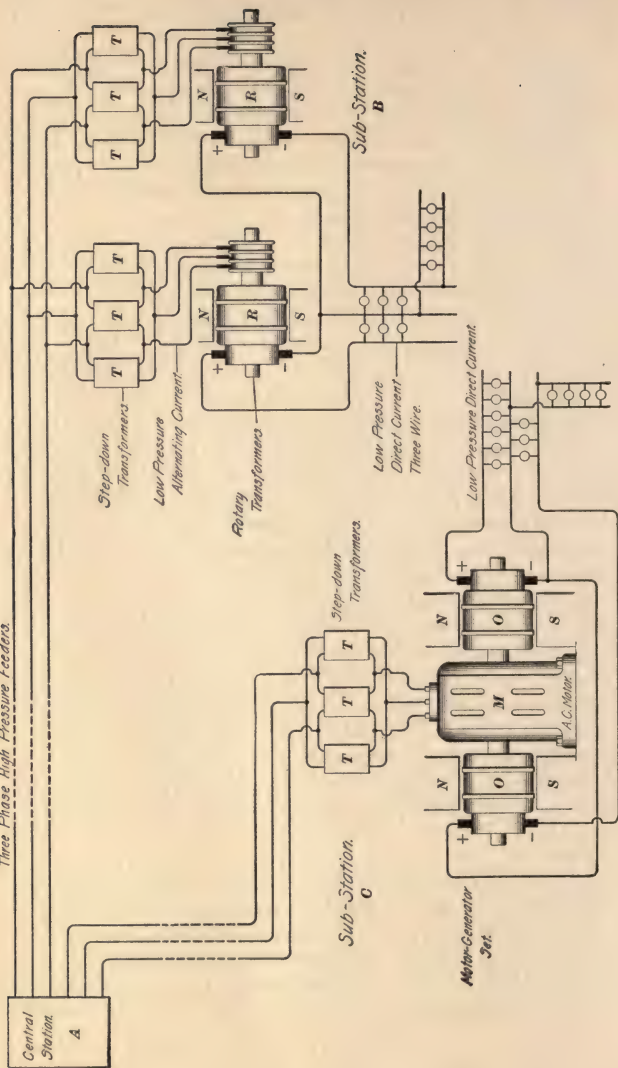 Three Phase High Pressure Feeders.
Central
Station.
A
T
T
T
T
T
T
Step-down
Transformers
Low Pressure
Alternating Current
Rotary
Transformers
N
R
S
+
-
N
R
S
+
-
Sub-Station.
B
Low Pressure
Direct Current
Three Wire.
Low Pressure Direct Current.
Step-down
Transformers.
T
T
T
Sub-Station.
C
Motor-Generator
Set.
N
O
S
+
-
M
A.C. Motor.
N
O
S
+
-